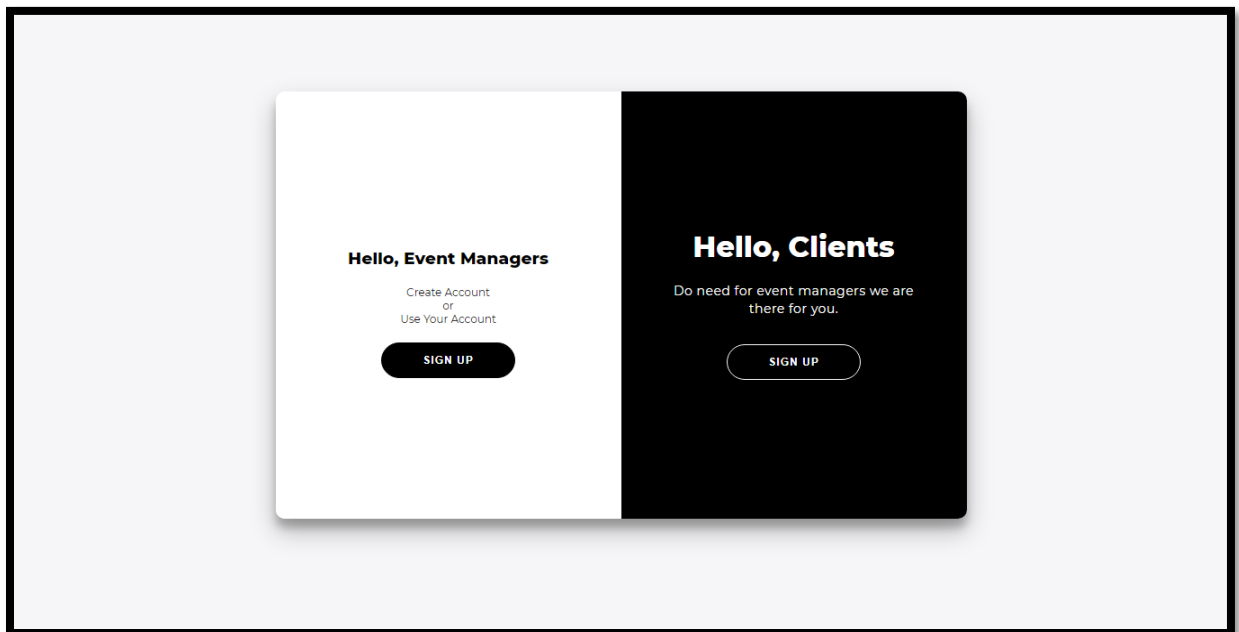 Hello, Event Managers
Create Account
or
Use Your Account
SIGN UP
Hello, Clients
Do need for event managers we are
there for you.
SIGN UP